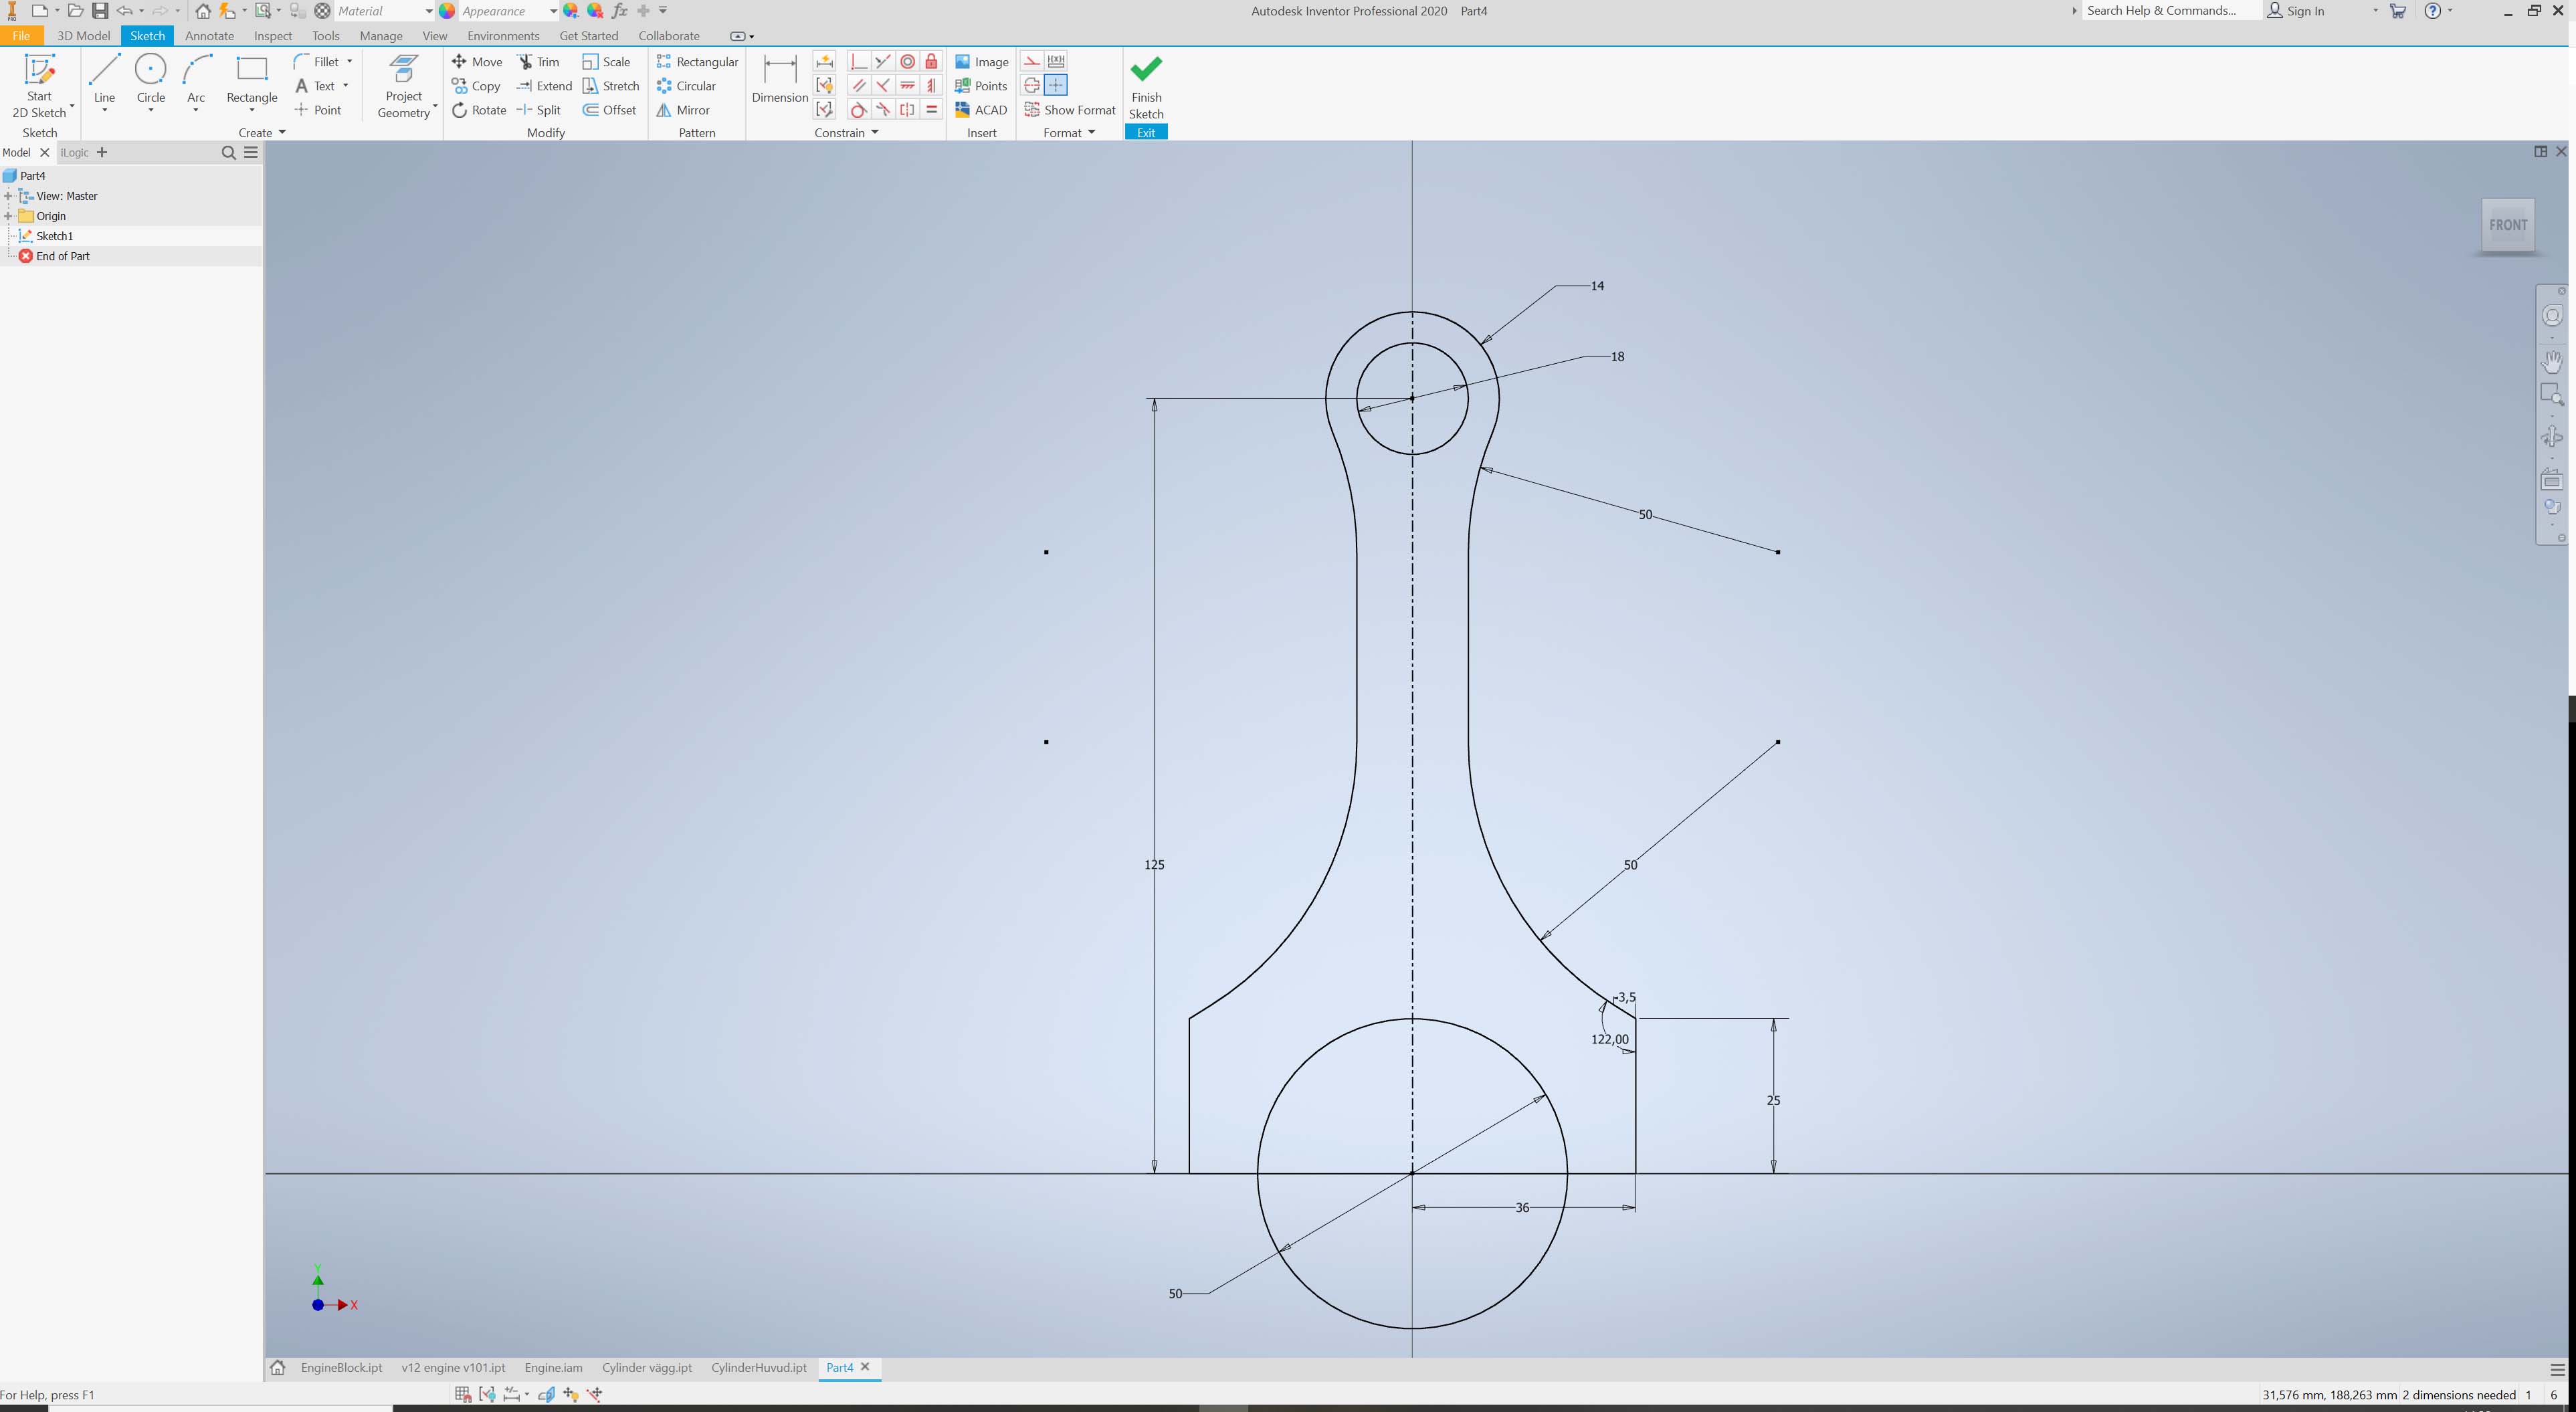 Material Appearance Autodesk Inventor Professional 2020 Part4 Search Help & Commands... Sign In
PRO
File 3D Model Sketch Annotate Inspect Tools Manage View Environments Get Started Collaborate
Start
2D Sketch
Line
Circle
Arc
Rectangle
Fillet
Text
Point
Project
Geometry
Move
Copy
Rotate
Trim
Extend
Split
Scale
Stretch
Offset
Rectangular
Circular
Mirror
Dimension
Image
Points
ACAD
Show Format
Finish
Sketch
Sketch Create Modify Pattern Constrain Insert Format Exit
Model iLogic
Part4
View: Master
Origin
Sketch1
End of Part
FRONT
14
18
50
125
50
3,5
122,00
25
36
50
Y
X
EngineBlock.ipt v12 engine v101.ipt Engine.iam Cylinder vägg.ipt CylinderHuvud.ipt Part4
For Help, press F1
31,576 mm, 188,263 mm 2 dimensions needed 1 6